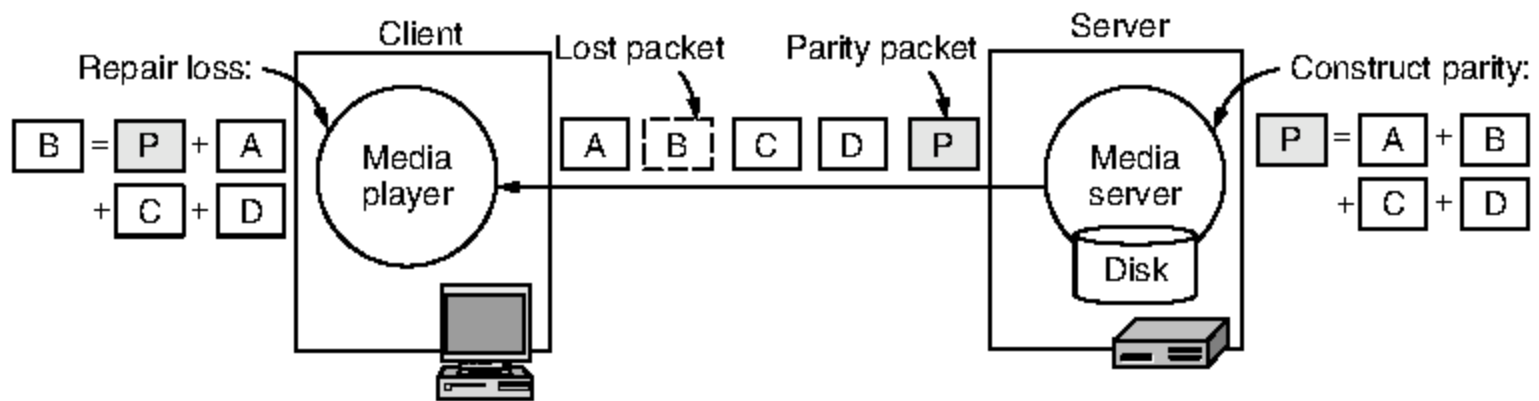 Client
Lost packet
Parity packet
Server
Repair loss:
Construct parity:
B = P + A
+ C + D
Media
player
A B C D P
Media
server
Disk
P = A + B
+ C + D